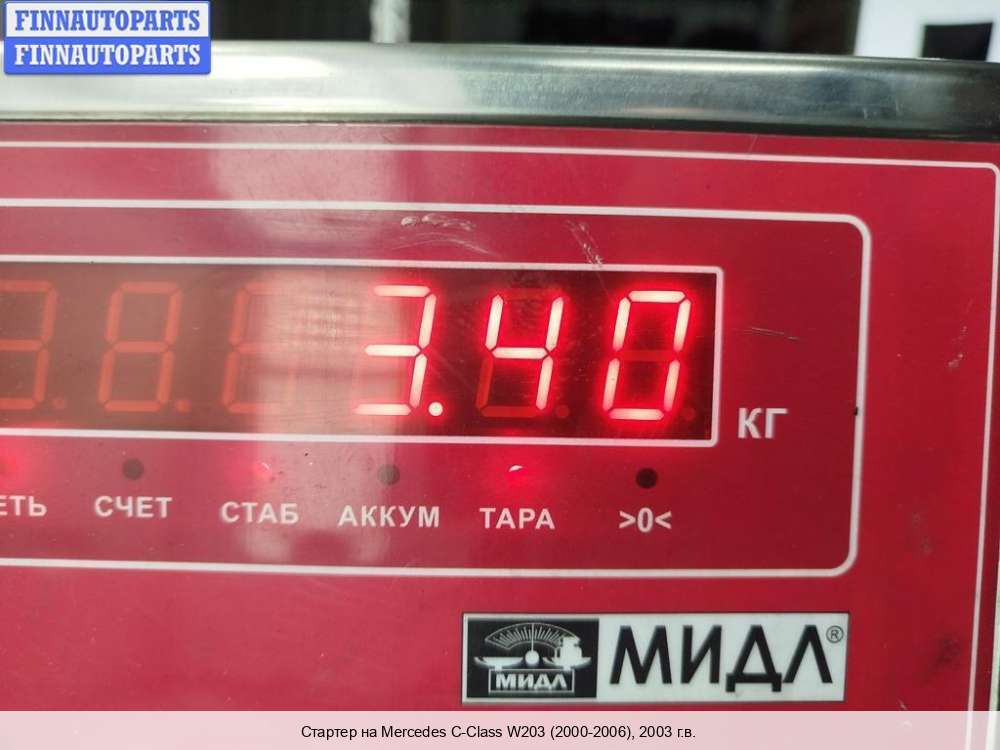 FINNAUTOPARTS
FINNAUTOPARTS
3.40
КГ
ЕТЬ СЧЕТ СТАБ АККУМ ТАРА >0<
МИДЛ МИДЛ®
Стартер на Mercedes C-Class W203 (2000-2006), 2003 г.в.